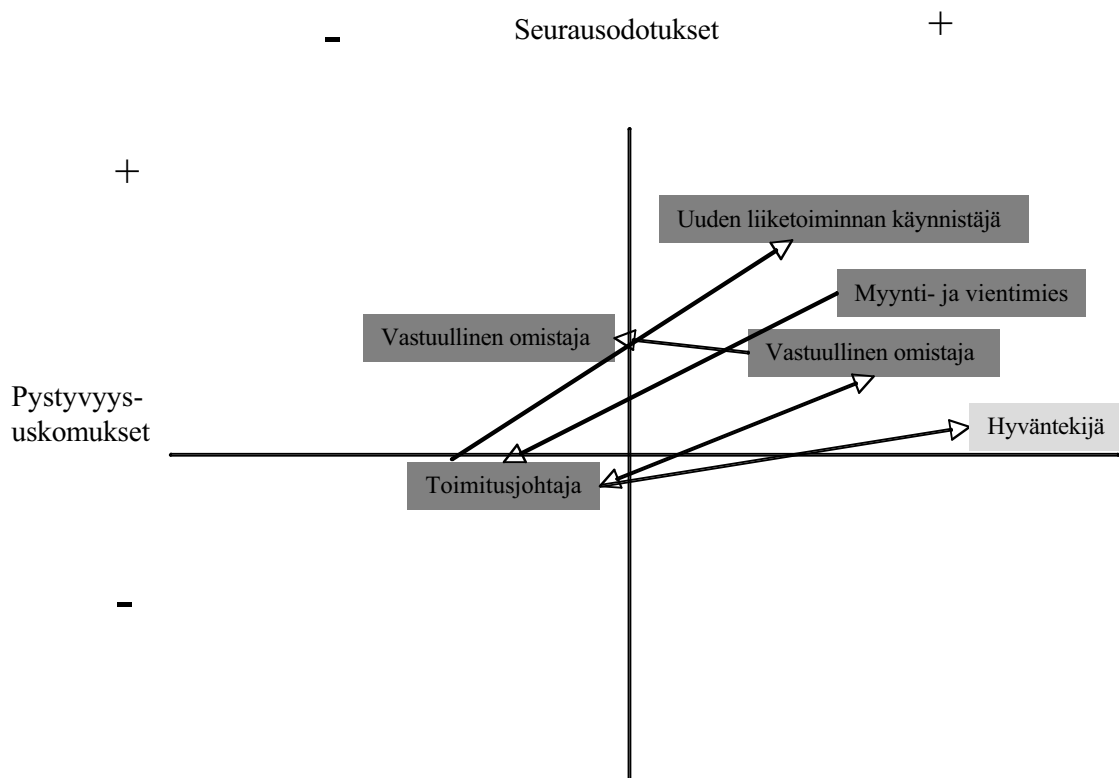 - Seurausodotukset +
+
Uuden liiketoiminnan käynnistäjä
Myynti- ja vientimies
Vastuullinen omistaja
Vastuullinen omistaja
Pystyvyys-
uskomukset
Hyväntekijä
Toimitusjohtaja
-